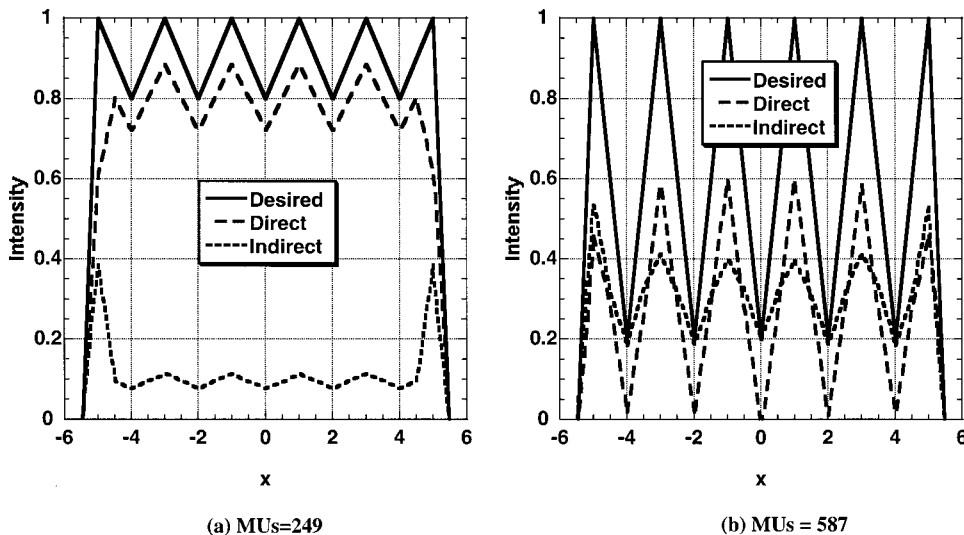 1
0.8
0.6
0.4
0.2
0
Intensity
Desired
Direct
Indirect
-6 -4 -2 0 2 4 6
x
(a) MUs=249
1
0.8
0.6
0.4
0.2
0
Intensity
Desired
Direct
Indirect
-6 -4 -2 0 2 4 6
x
(b) MUs = 587